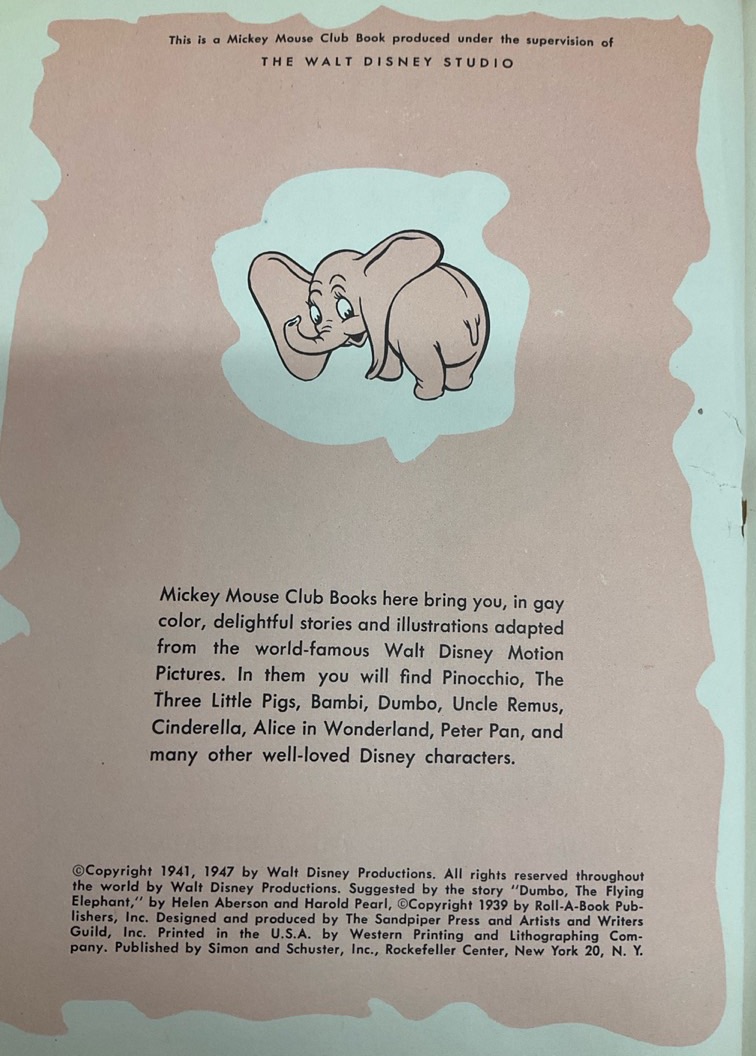 This is a Mickey Mouse Club Book produced under the supervision of
THE WALT DISNEY STUDIO
Mickey Mouse Club Books here bring you, in gay
color, delightful stories and illustrations adapted
from the world-famous Walt Disney Motion
Pictures. In them you will find Pinocchio, The
Three Little Pigs, Bambi, Dumbo, Uncle Remus,
Cinderella, Alice in Wonderland, Peter Pan, and
many other well-loved Disney characters.
©Copyright 1941, 1947 by Walt Disney Productions. All rights reserved throughout
the world by Walt Disney Productions. Suggested by the story "Dumbo, The Flying
Elephant," by Helen Aberson and Harold Pearl, ©Copyright 1939 by Roll-A-Book Pub-
lishers, Inc. Designed and produced by The Sandpiper Press and Artists and Writers
Guild, Inc. Printed in the U.S.A. by Western Printing and Lithographing Com-
pany. Published by Simon and Schuster, Inc., Rockefeller Center, New York 20, N. Y.